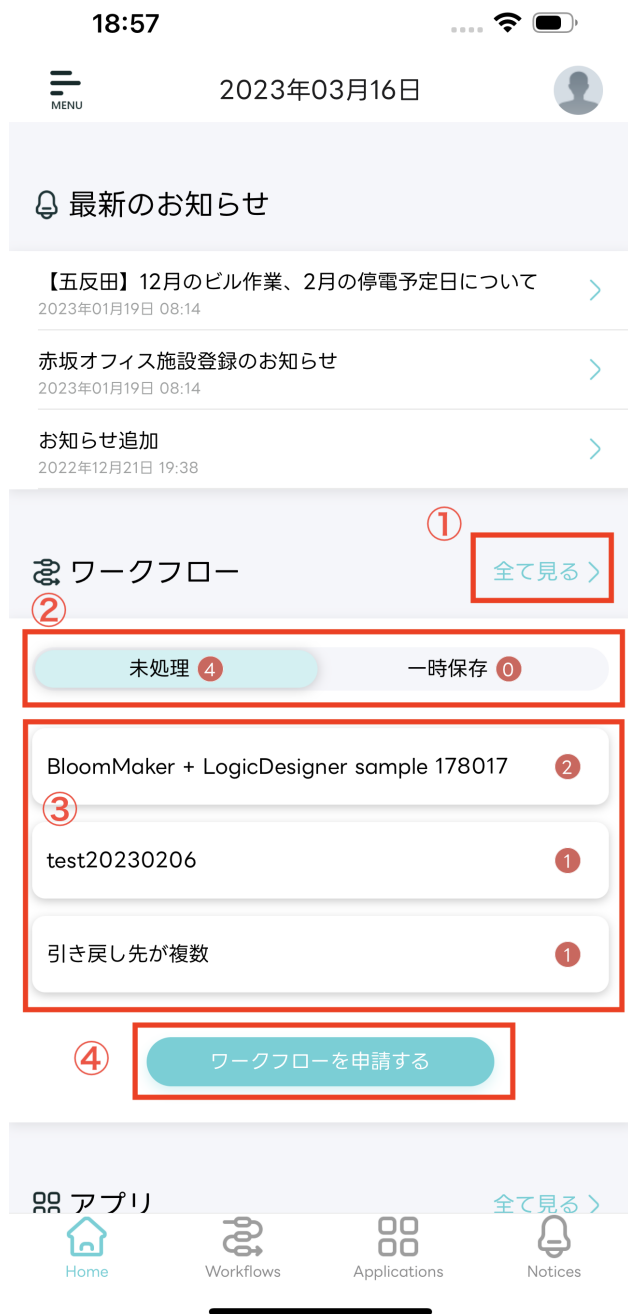 18:57
MENU
2023年03月16日
最新のお知らせ
【五反田】12月のビル作業、2月の停電予定日について
2023年01月19日 08:14
赤坂オフィス施設登録のお知らせ
2023年01月19日 08:14
お知らせ追加
2022年12月21日 19:38
①
ワークフロー
全て見る
②
未処理 4
一時保存 0
BloomMaker + LogicDesigner sample 178017 2
③
test20230206 1
引き戻し先が複数 1
④
ワークフローを申請する
アプリ
全て見る
Home
Workflows
Applications
Notices